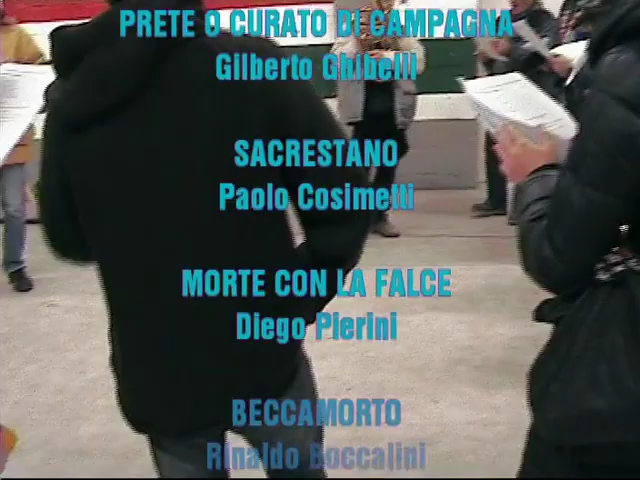 PRETE O CURATO DI CAMPAGNA
Gilberto Ghibelli
SACRESTANO
Paolo Cosimetti
MORTE CON LA FALCE
Diego Pierini
BECCAMORTO
Rinaldo Boccalini